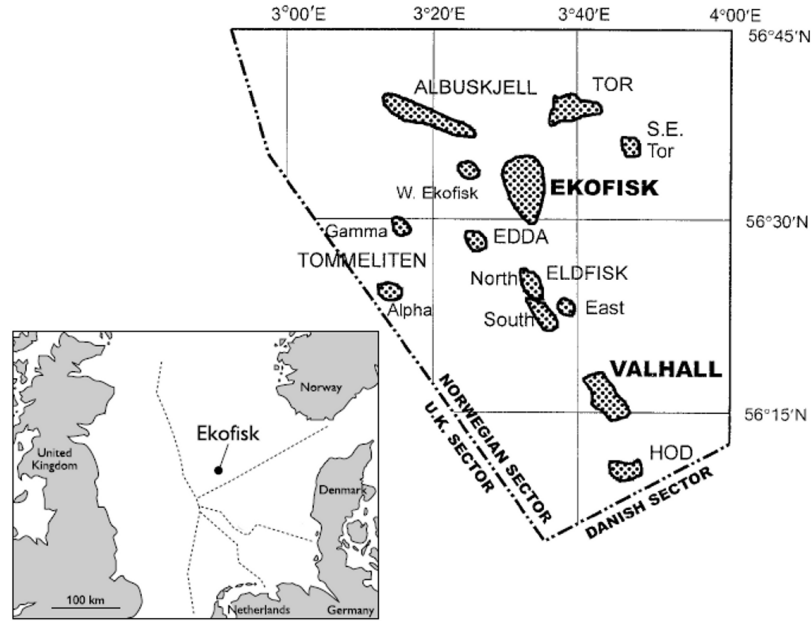 3°00′E 3°20′E 3°40′E 4°00′E
56°45′N
ALBUSKJELL
TOR
S.E.
Tor
W. Ekofisk
EKOFISK
56°30′N
Gamma
EDDA
TOMMELITEN
North
ELDFISK
Alpha
South
East
VALHALL
56°15′N
HOD
NORWEGIAN SECTOR
U.K. SECTOR
DANISH SECTOR
Norway
Ekofisk
United
Kingdom
Denmark
100 km
Netherlands
Germany